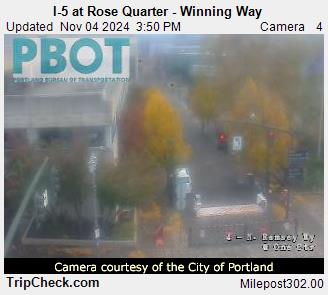 I-5 at Rose Quarter - Winning Way
Updated Nov 04 2024 3:50 PM Camera 4
PBOT
PORTLAND BUREAU OF TRANSPORTATION
Camera courtesy of the City of Portland
TripCheck.com Milepost302.00